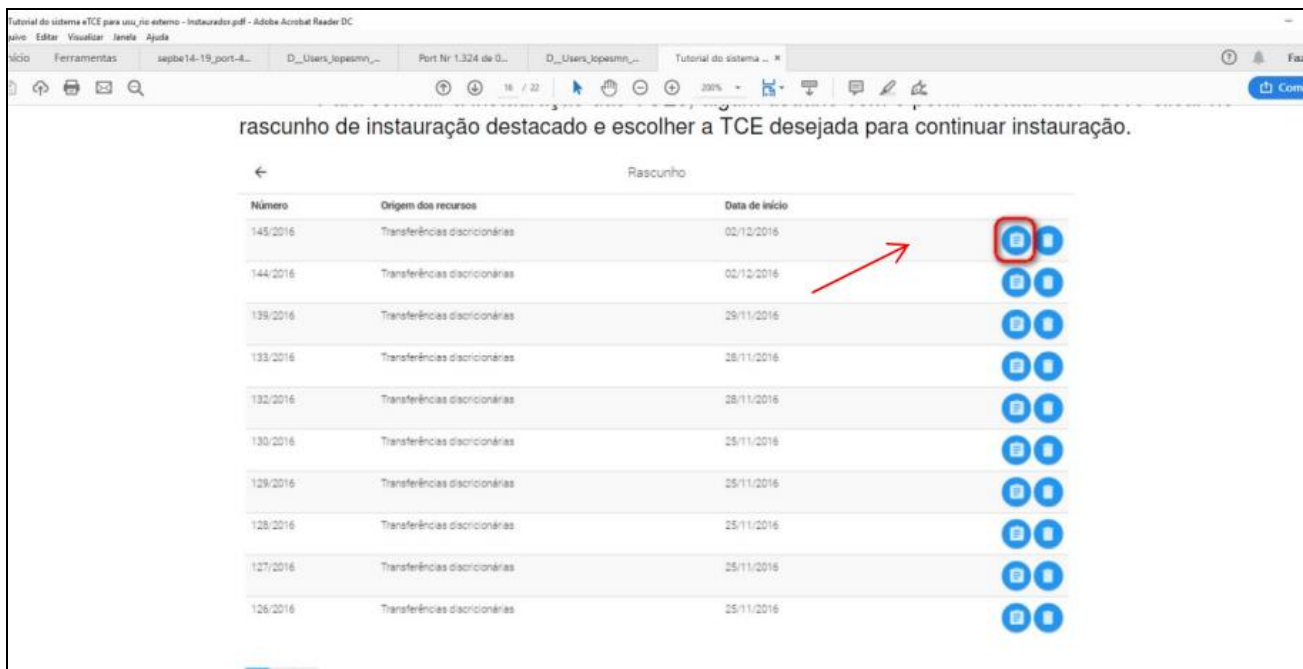 Tutorial do sistema eTCE para usu_rio externo - Instaurador.pdf - Adobe Acrobat Reader DC
quivo Editar Visualizar Janela Ajuda
nício Ferramentas sepbe14-19_port-4... D__Users_lopesmn_... Port Nr 1.324 de 0... D__Users_lopesmn_... Tutorial do sistema ... × ? Faz
16 / 22 200% Com
rascunho de instauração destacado e escolher a TCE desejada para continuar instauração.
← Rascunho
Número Origem dos recursos Data de início
145/2016 Transferências discricionárias 02/12/2016
144/2016 Transferências discricionárias 02/12/2016
139/2016 Transferências discricionárias 29/11/2016
133/2016 Transferências discricionárias 28/11/2016
132/2016 Transferências discricionárias 28/11/2016
130/2016 Transferências discricionárias 25/11/2016
129/2016 Transferências discricionárias 25/11/2016
128/2016 Transferências discricionárias 25/11/2016
127/2016 Transferências discricionárias 25/11/2016
126/2016 Transferências discricionárias 25/11/2016